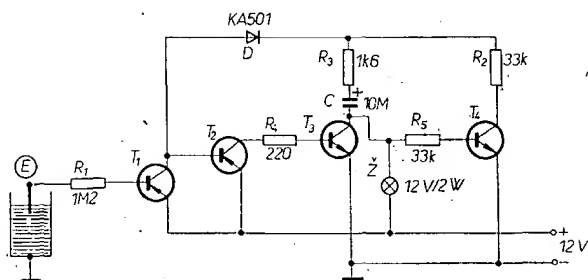 KA501
D
R3
1k6
R2
33k
C
+
10M
T4
T3
R4
220
T2
R5
33k
T1
E
R1
1M2
Ž
12 V/2 W
+
12 V
−